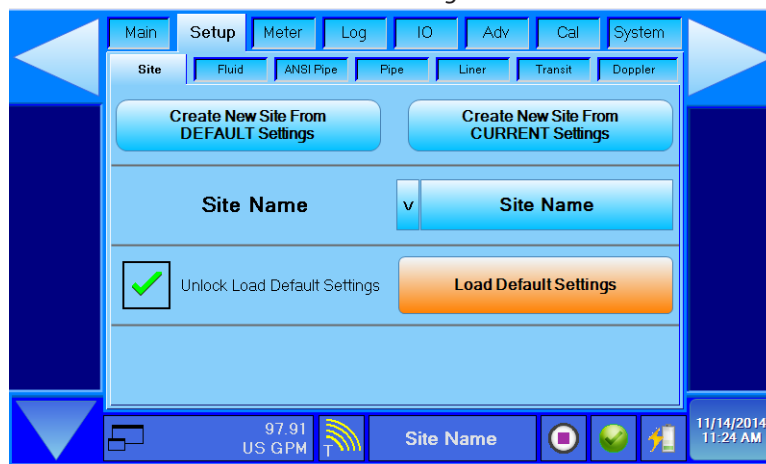 Main Setup Meter Log IO Adv Cal System
Site Fluid ANSI Pipe Pipe Liner Transit Doppler
Create New Site From
DEFAULT Settings
Create New Site From
CURRENT Settings
Site Name v Site Name
Unlock Load Default Settings Load Default Settings
97.91
US GPM
T
Site Name
11/14/2014
11:24 AM